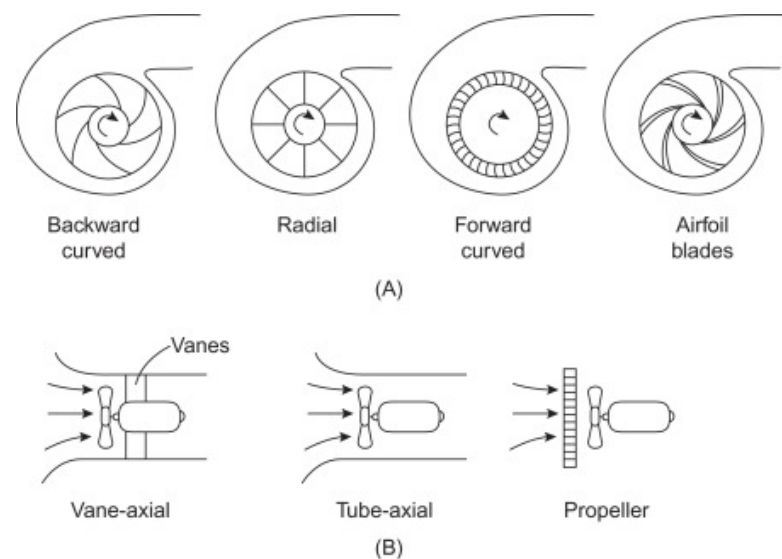 Backward
curved
Radial
Forward
curved
Airfoil
blades
(A)
Vanes
Vane-axial
Tube-axial
Propeller
(B)